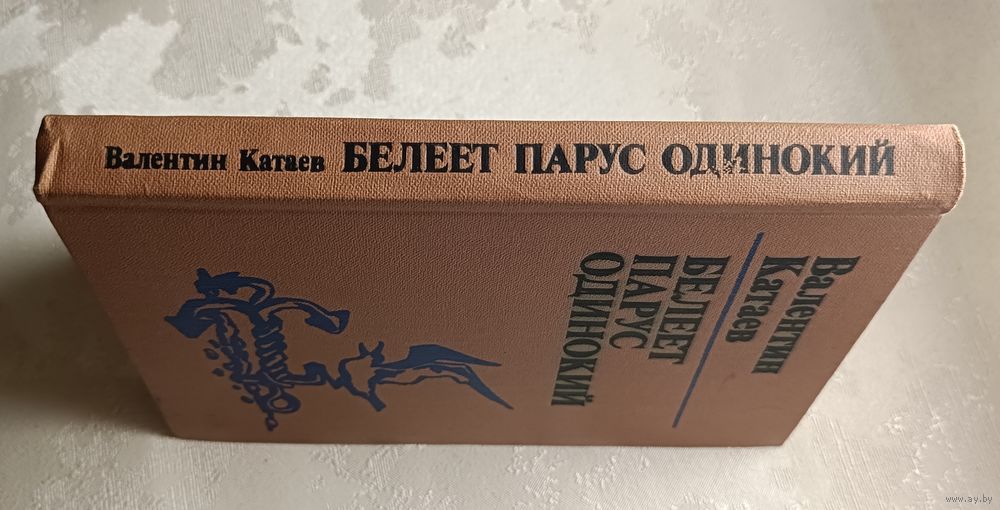 Валентин Катаев БЕЛЕЕТ ПАРУС ОДИНОКИЙ
Валентин
Катаев
БЕЛЕЕТ
ПАРУС
ОДИНОКИЙ
www.ay.by